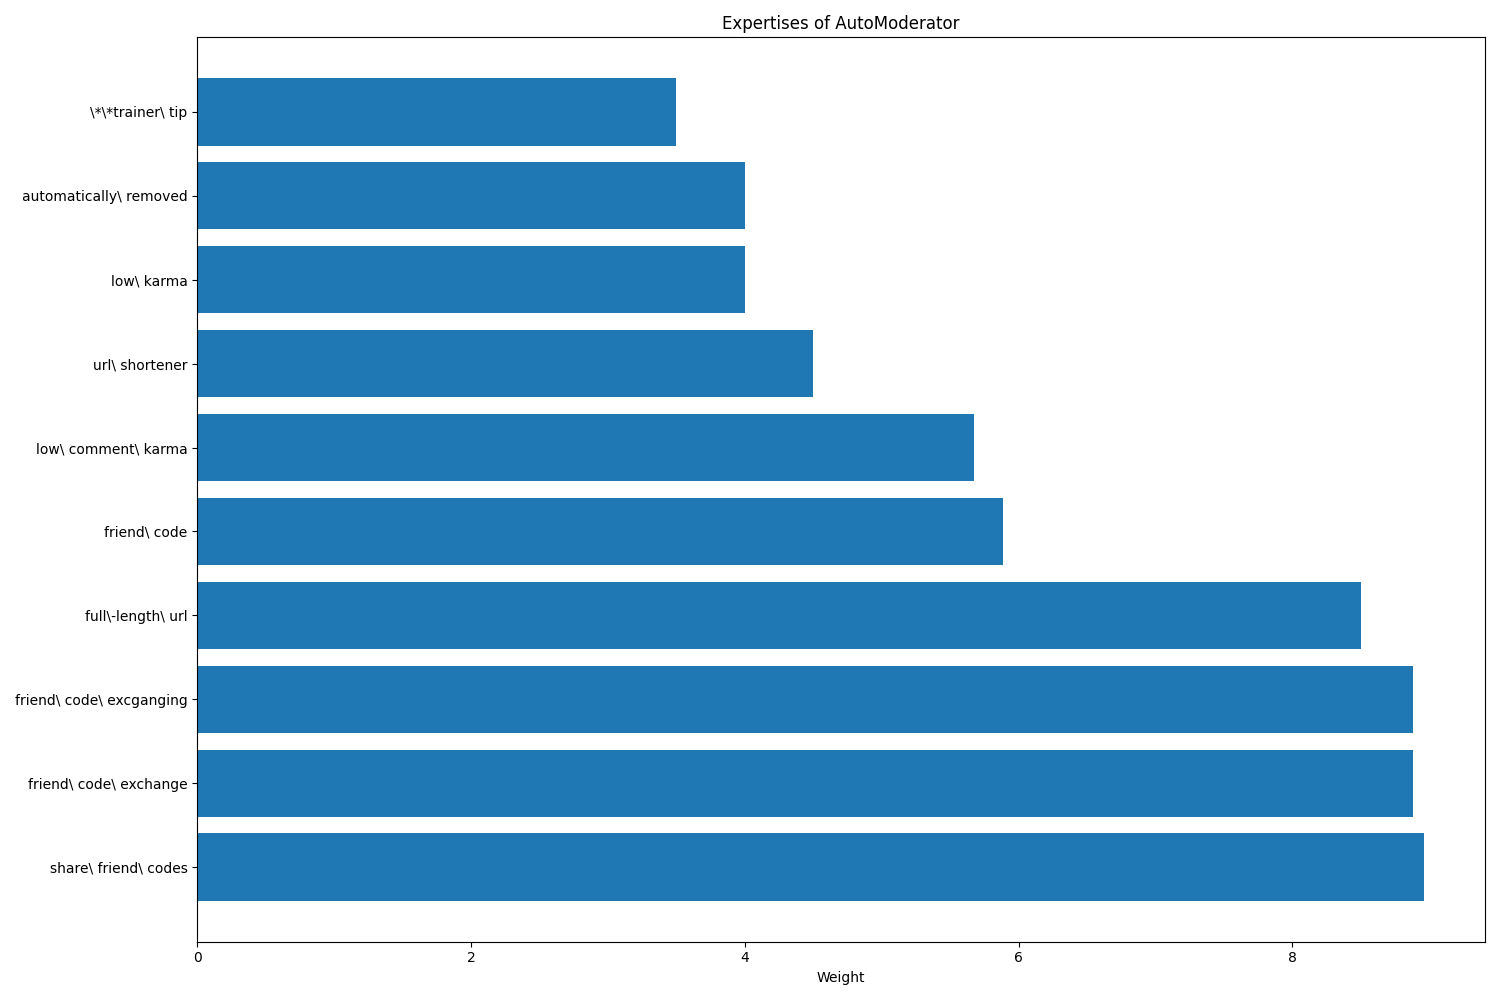 Expertises of AutoModerator
\*\*trainer\ tip
automatically\ removed
low\ karma
url\ shortener
low\ comment\ karma
friend\ code
full\-length\ url
friend\ code\ excganging
friend\ code\ exchange
share\ friend\ codes
0 2 4 6 8
Weight